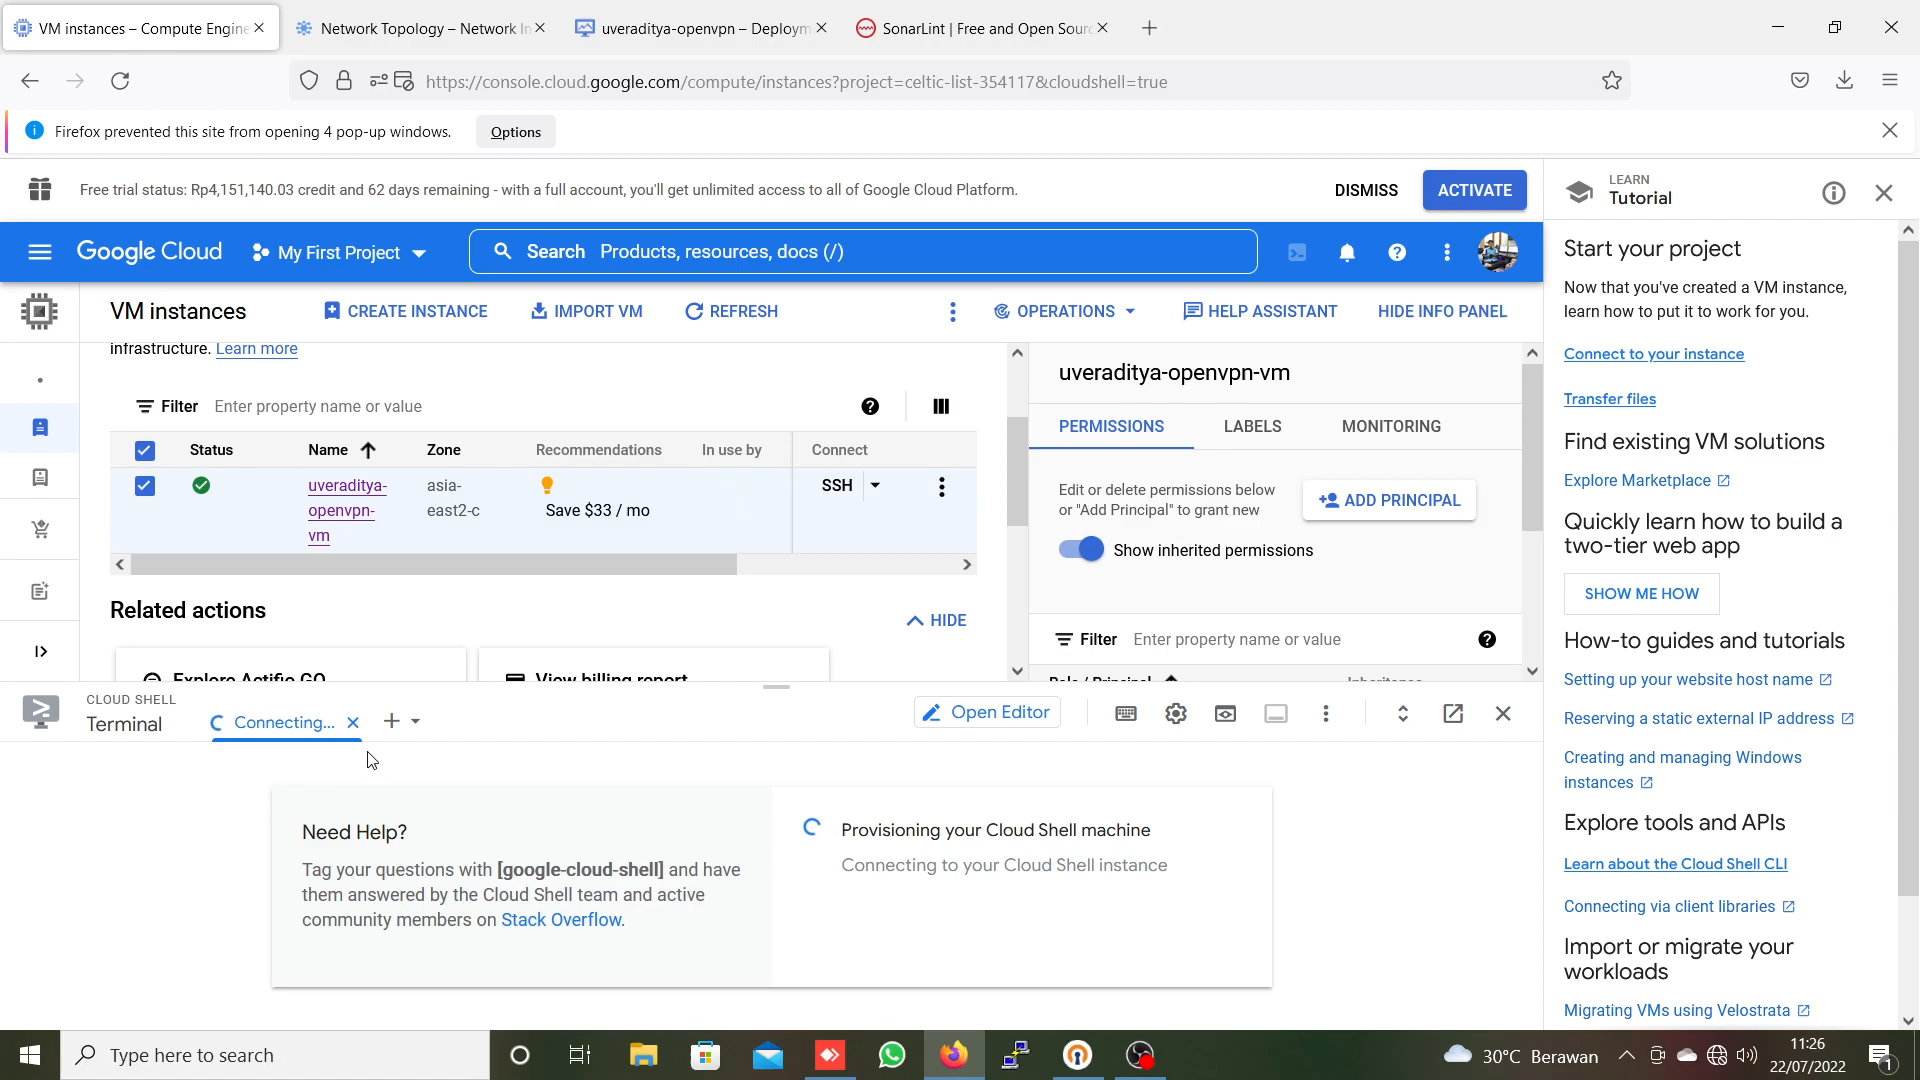 VM instances – Compute Engine
Network Topology – Network In
uveraditya-openvpn – Deploym
SonarLint | Free and Open Sourc
https://console.cloud.google.com/compute/instances?project=celtic-list-354117&cloudshell=true
Firefox prevented this site from opening 4 pop-up windows.
Options
Free trial status: Rp4,151,140.03 credit and 62 days remaining - with a full account, you'll get unlimited access to all of Google Cloud Platform.
DISMISS
ACTIVATE
Google Cloud
My First Project
Search Products, resources, docs (/)
VM instances
CREATE INSTANCE
IMPORT VM
REFRESH
OPERATIONS
HELP ASSISTANT
HIDE INFO PANEL
infrastructure. Learn more
Filter Enter property name or value
Status
Name
Zone
Recommendations
In use by
Connect
uveraditya-
openvpn-
vm
asia-
east2-c
Save $33 / mo
SSH
Related actions
HIDE
Explore Actifio GO
View billing report
uveraditya-openvpn-vm
PERMISSIONS
LABELS
MONITORING
Edit or delete permissions below
or "Add Principal" to grant new
ADD PRINCIPAL
Show inherited permissions
Filter Enter property name or value
Role / Principal
Inheritance
CLOUD SHELL
Terminal
Connecting...
Open Editor
Need Help?
Tag your questions with [google-cloud-shell] and have
them answered by the Cloud Shell team and active
community members on Stack Overflow.
Provisioning your Cloud Shell machine
Connecting to your Cloud Shell instance
LEARN
Tutorial
Start your project
Now that you've created a VM instance,
learn how to put it to work for you.
Connect to your instance
Transfer files
Find existing VM solutions
Explore Marketplace
Quickly learn how to build a
two-tier web app
SHOW ME HOW
How-to guides and tutorials
Setting up your website host name
Reserving a static external IP address
Creating and managing Windows
instances
Explore tools and APIs
Learn about the Cloud Shell CLI
Connecting via client libraries
Import or migrate your
workloads
Migrating VMs using Velostrata
Type here to search
30°C Berawan
11:26
22/07/2022
1